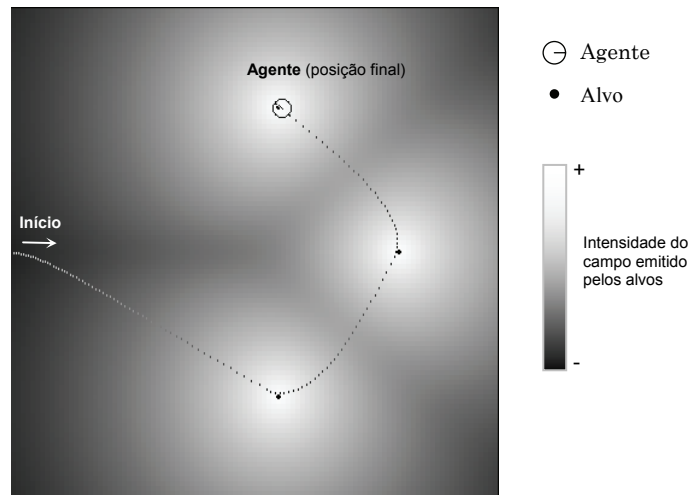 Agente (posição final)
Início
Agente
Alvo
+
Intensidade do
campo emitido
pelos alvos
-